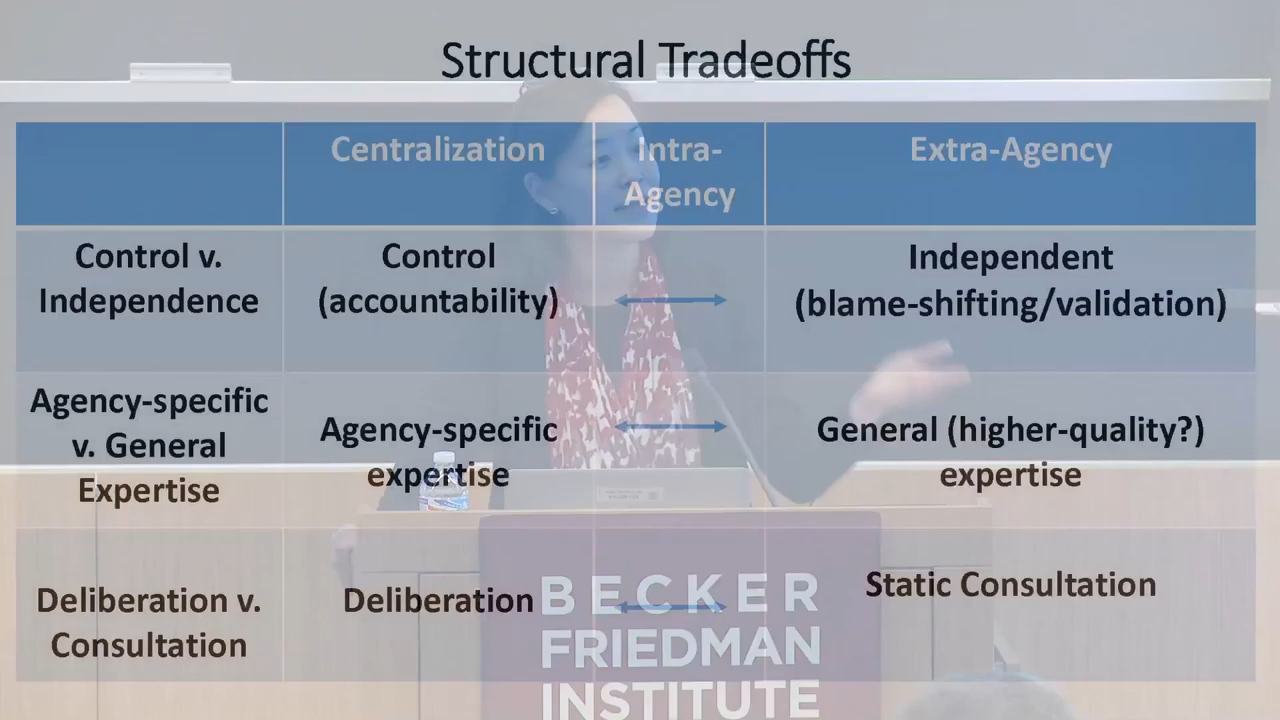 Structural Tradeoffs
Centralization
Intra-
Agency
Extra-Agency
Control v.
Independence
Control
(accountability)
Independent
(blame-shifting/validation)
Agency-specific
v. General
Expertise
Agency-specific
expertise
General (higher-quality?)
expertise
Deliberation v.
Consultation
Deliberation
Static Consultation
BECKER
FRIEDMAN
INSTITUTE